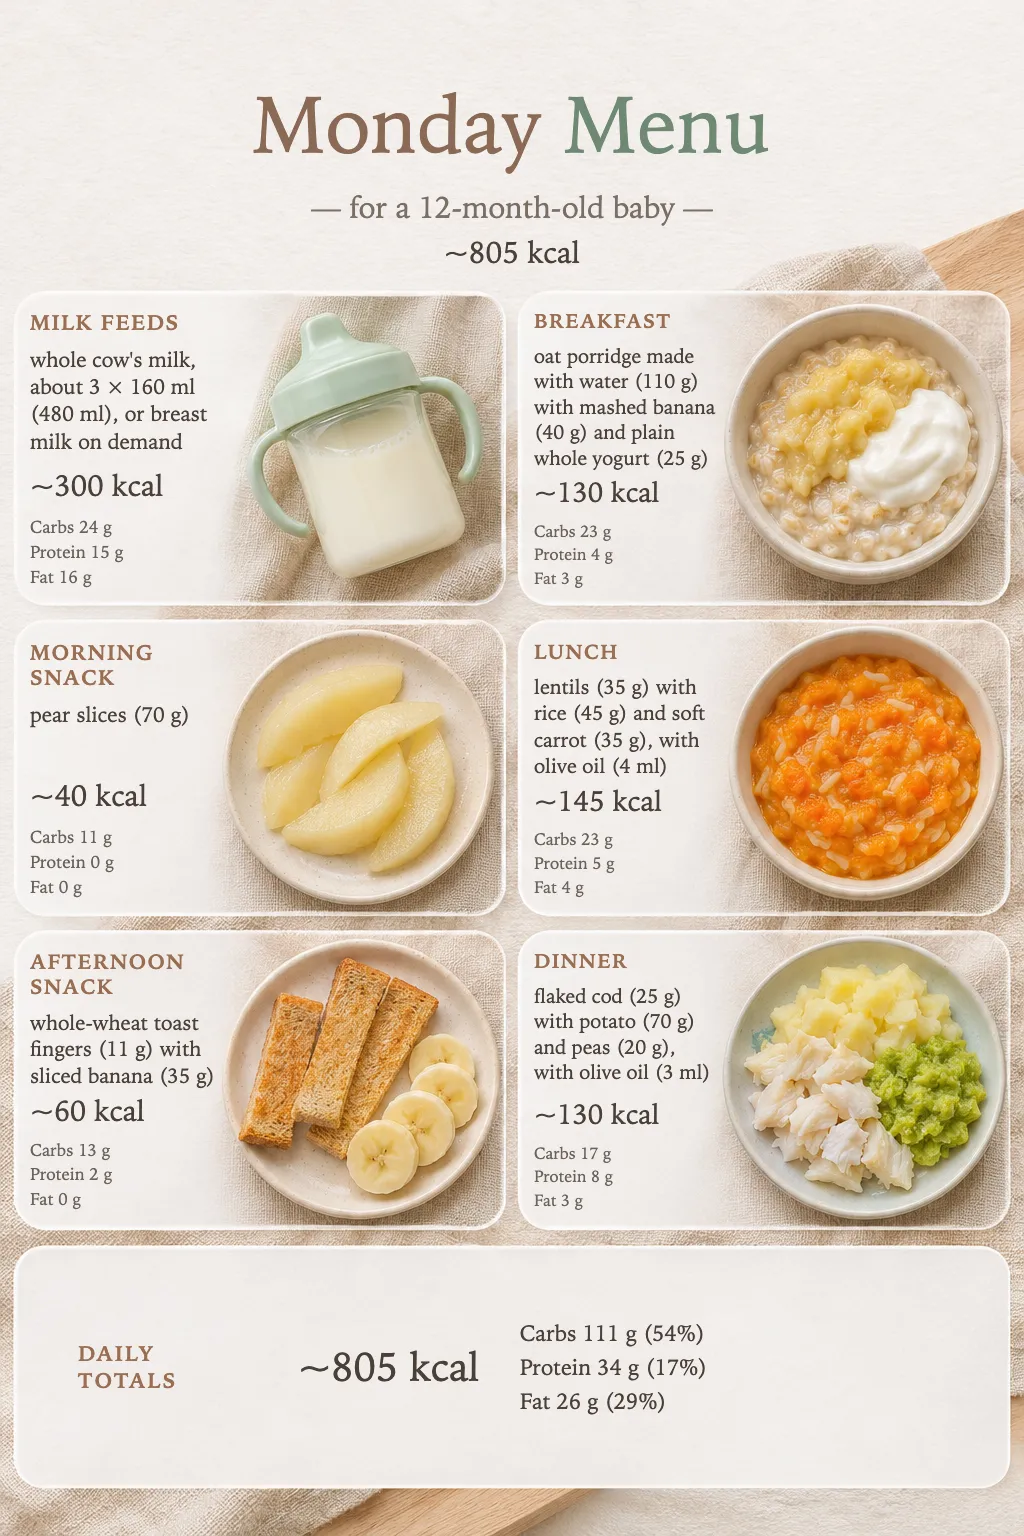 Monday Menu
— for a 12-month-old baby —
~805 kcal
MILK FEEDS
whole cow's milk,
about 3 × 160 ml
(480 ml), or breast
milk on demand
~300 kcal
Carbs 24 g
Protein 15 g
Fat 16 g
BREAKFAST
oat porridge made
with water (110 g)
with mashed banana
(40 g) and plain
whole yogurt (25 g)
~130 kcal
Carbs 23 g
Protein 4 g
Fat 3 g
MORNING
SNACK
pear slices (70 g)
~40 kcal
Carbs 11 g
Protein 0 g
Fat 0 g
LUNCH
lentils (35 g) with
rice (45 g) and soft
carrot (35 g), with
olive oil (4 ml)
~145 kcal
Carbs 23 g
Protein 5 g
Fat 4 g
AFTERNOON
SNACK
whole-wheat toast
fingers (11 g) with
sliced banana (35 g)
~60 kcal
Carbs 13 g
Protein 2 g
Fat 0 g
DINNER
flaked cod (25 g)
with potato (70 g)
and peas (20 g),
with olive oil (3 ml)
~130 kcal
Carbs 17 g
Protein 8 g
Fat 3 g
DAILY
TOTALS
~805 kcal
Carbs 111 g (54%)
Protein 34 g (17%)
Fat 26 g (29%)